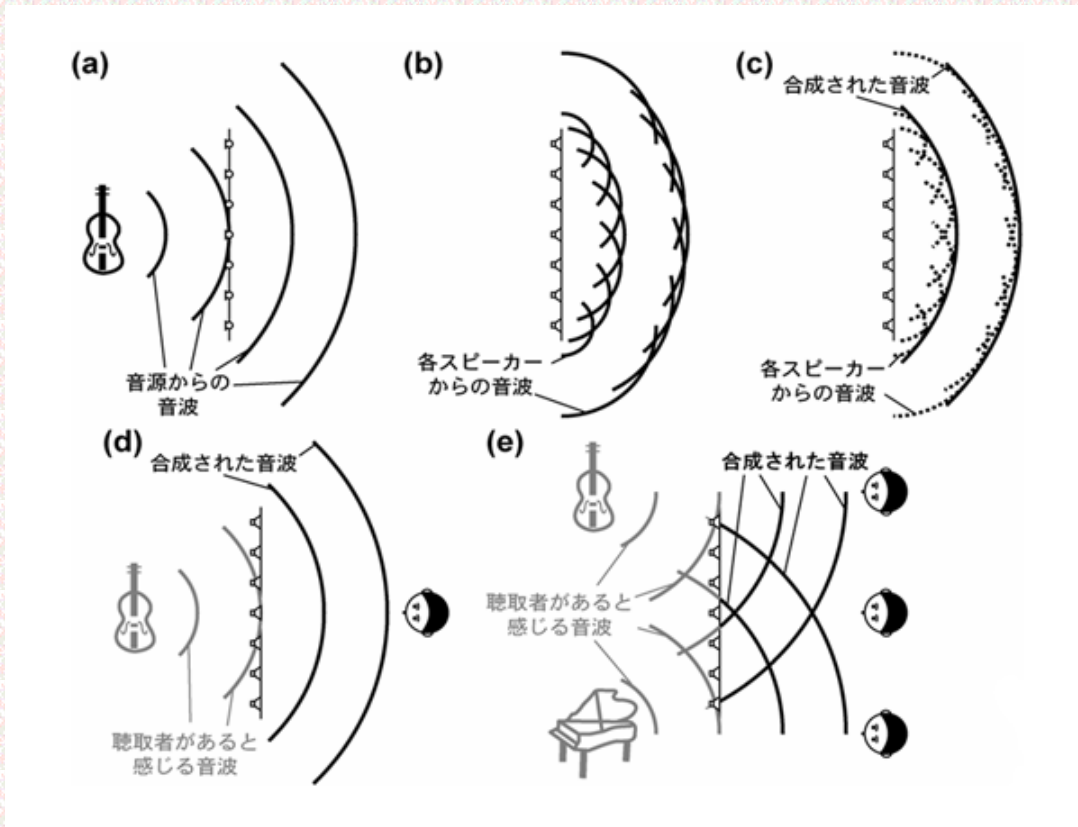 (a)
音源からの
音波
(b)
各スピーカー
からの音波
(c)
合成された音波
各スピーカー
からの音波
(d)
合成された音波
聴取者があると
感じる音波
(e)
合成された音波
聴取者があると
感じる音波